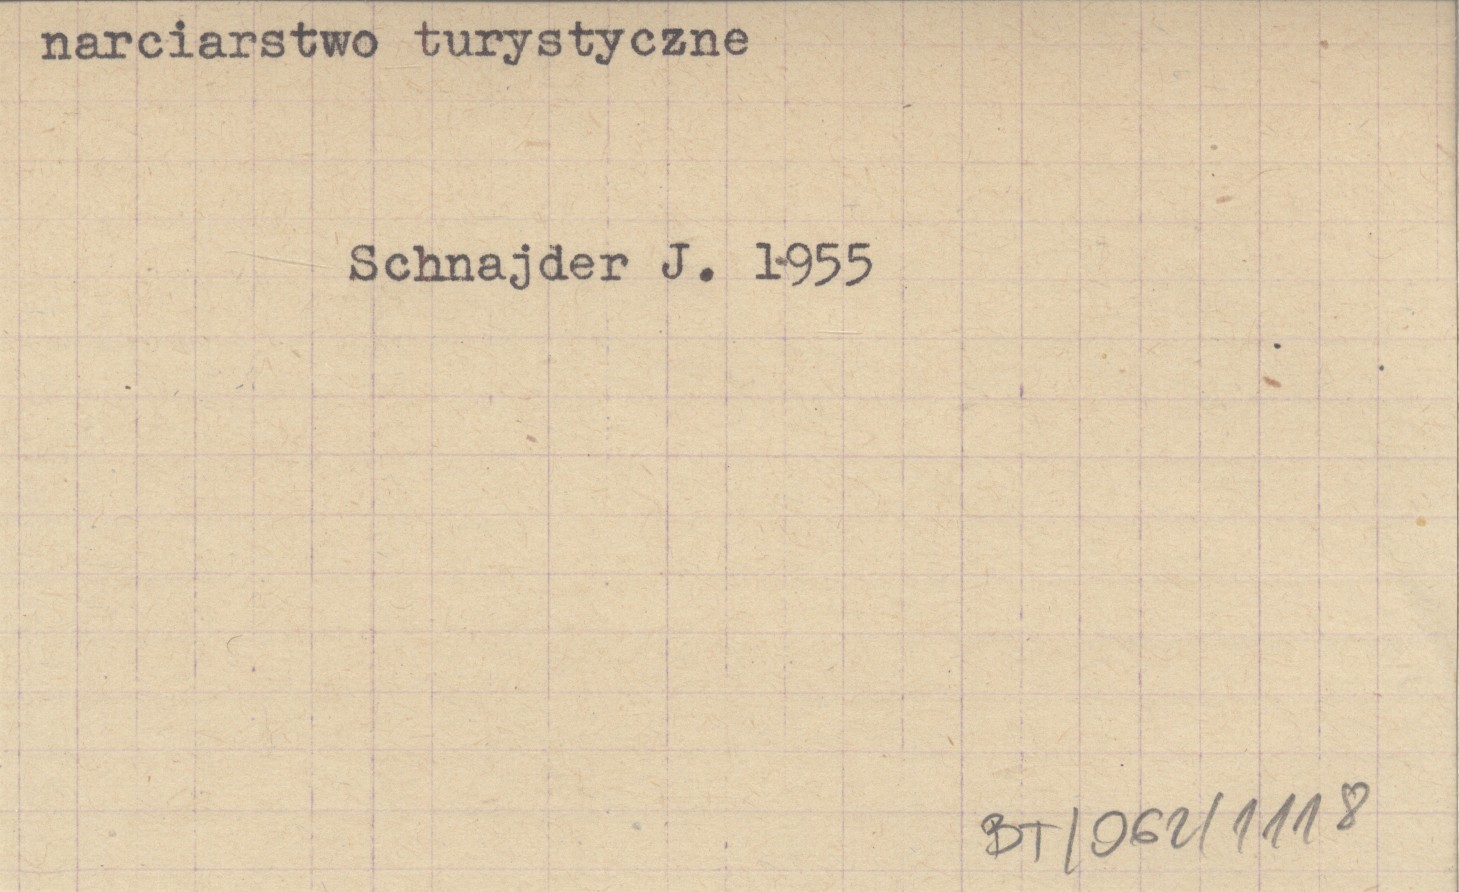 narciarstwo turystyczne
Schnajder J. 1955
BT/062/1118